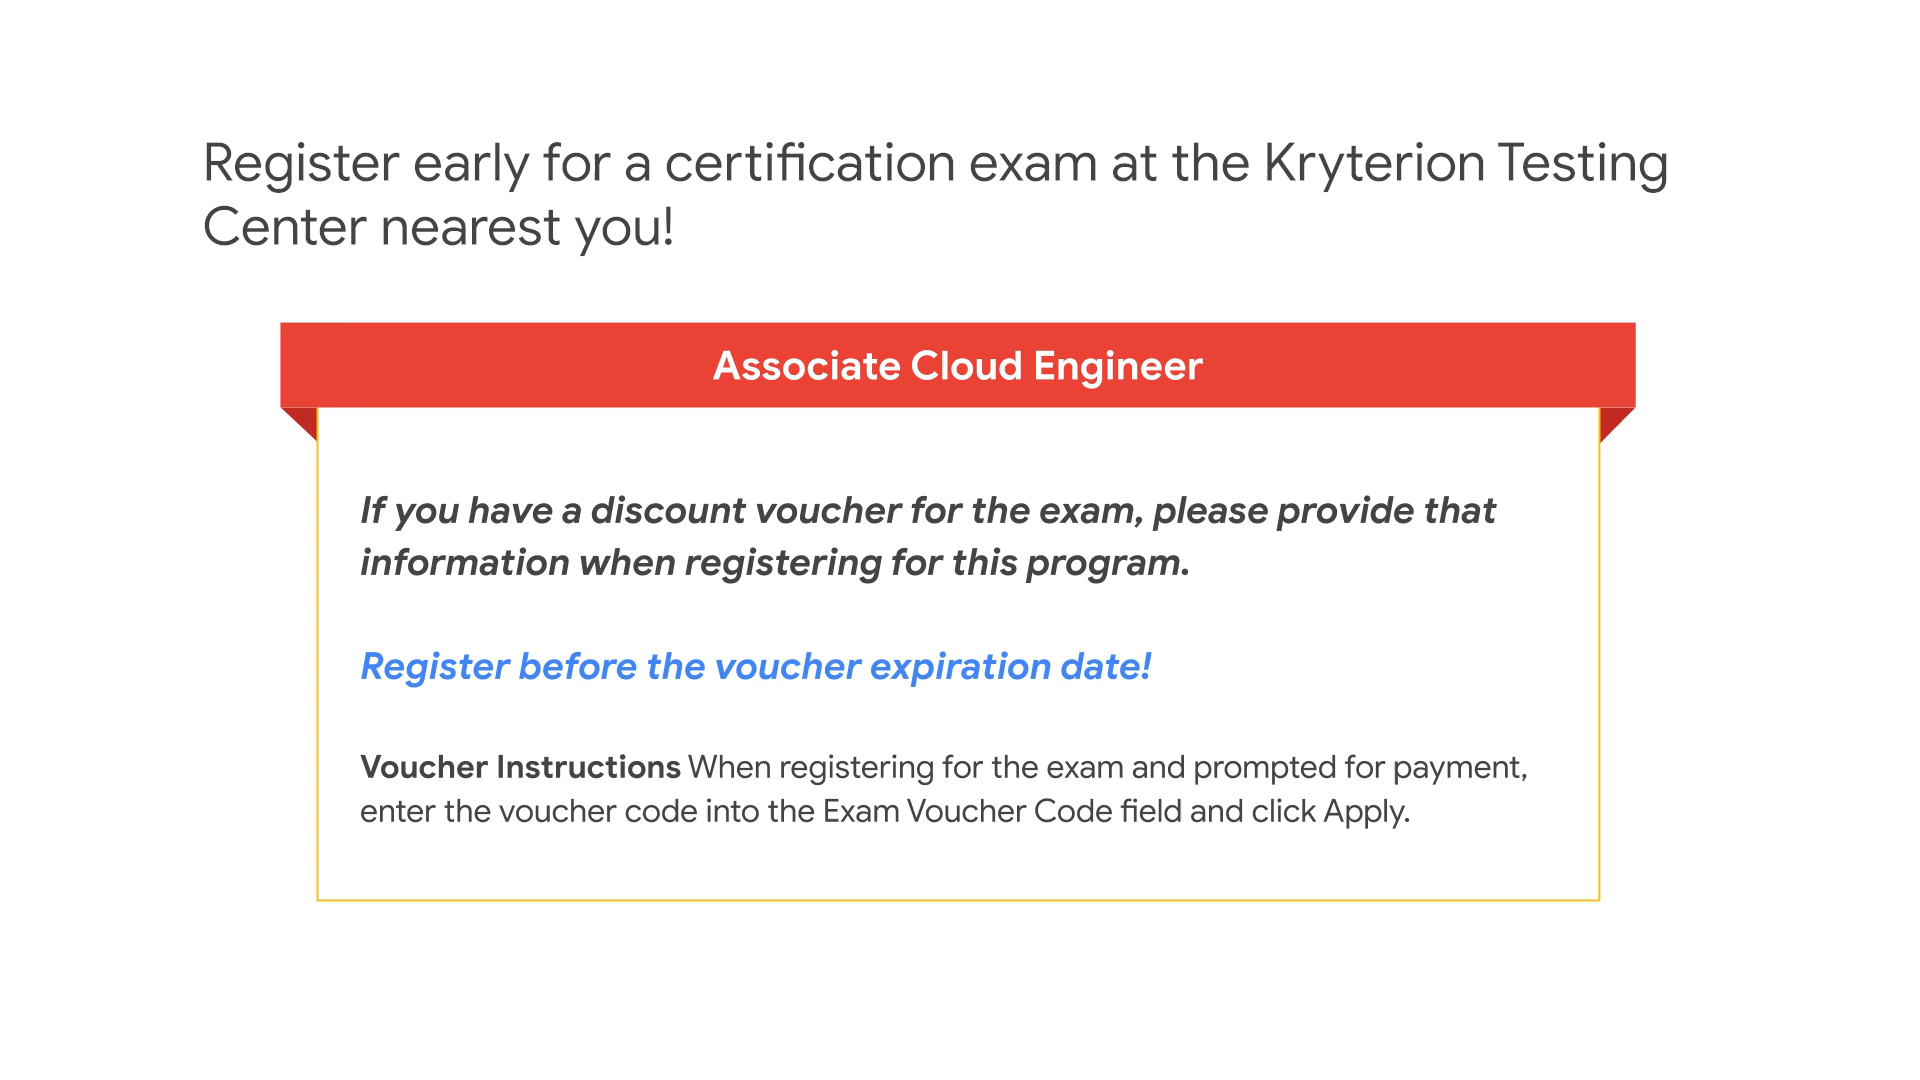 Register early for a certification exam at the Kryterion Testing
Center nearest you!
Associate Cloud Engineer
If you have a discount voucher for the exam, please provide that
information when registering for this program.
Register before the voucher expiration date!
Voucher Instructions When registering for the exam and prompted for payment,
enter the voucher code into the Exam Voucher Code field and click Apply.